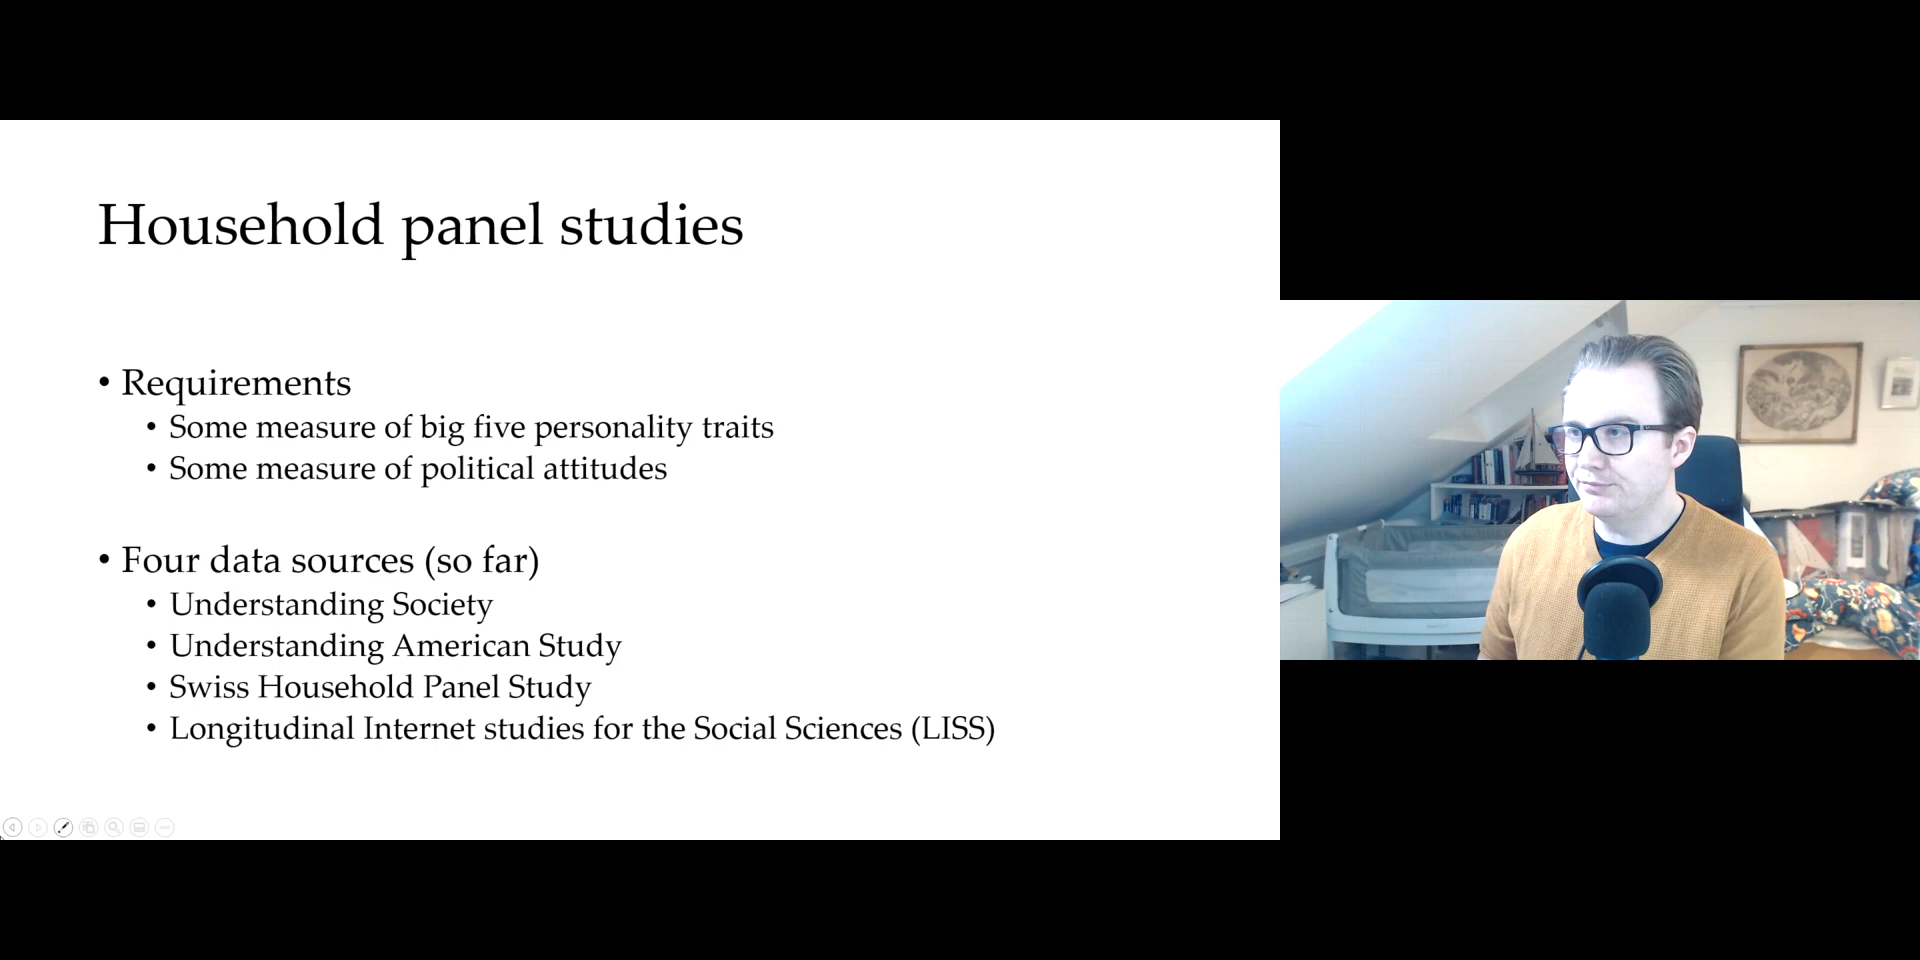 Household panel studies
• Requirements
• Some measure of big five personality traits
• Some measure of political attitudes
• Four data sources (so far)
• Understanding Society
• Understanding American Study
• Swiss Household Panel Study
• Longitudinal Internet studies for the Social Sciences (LISS)